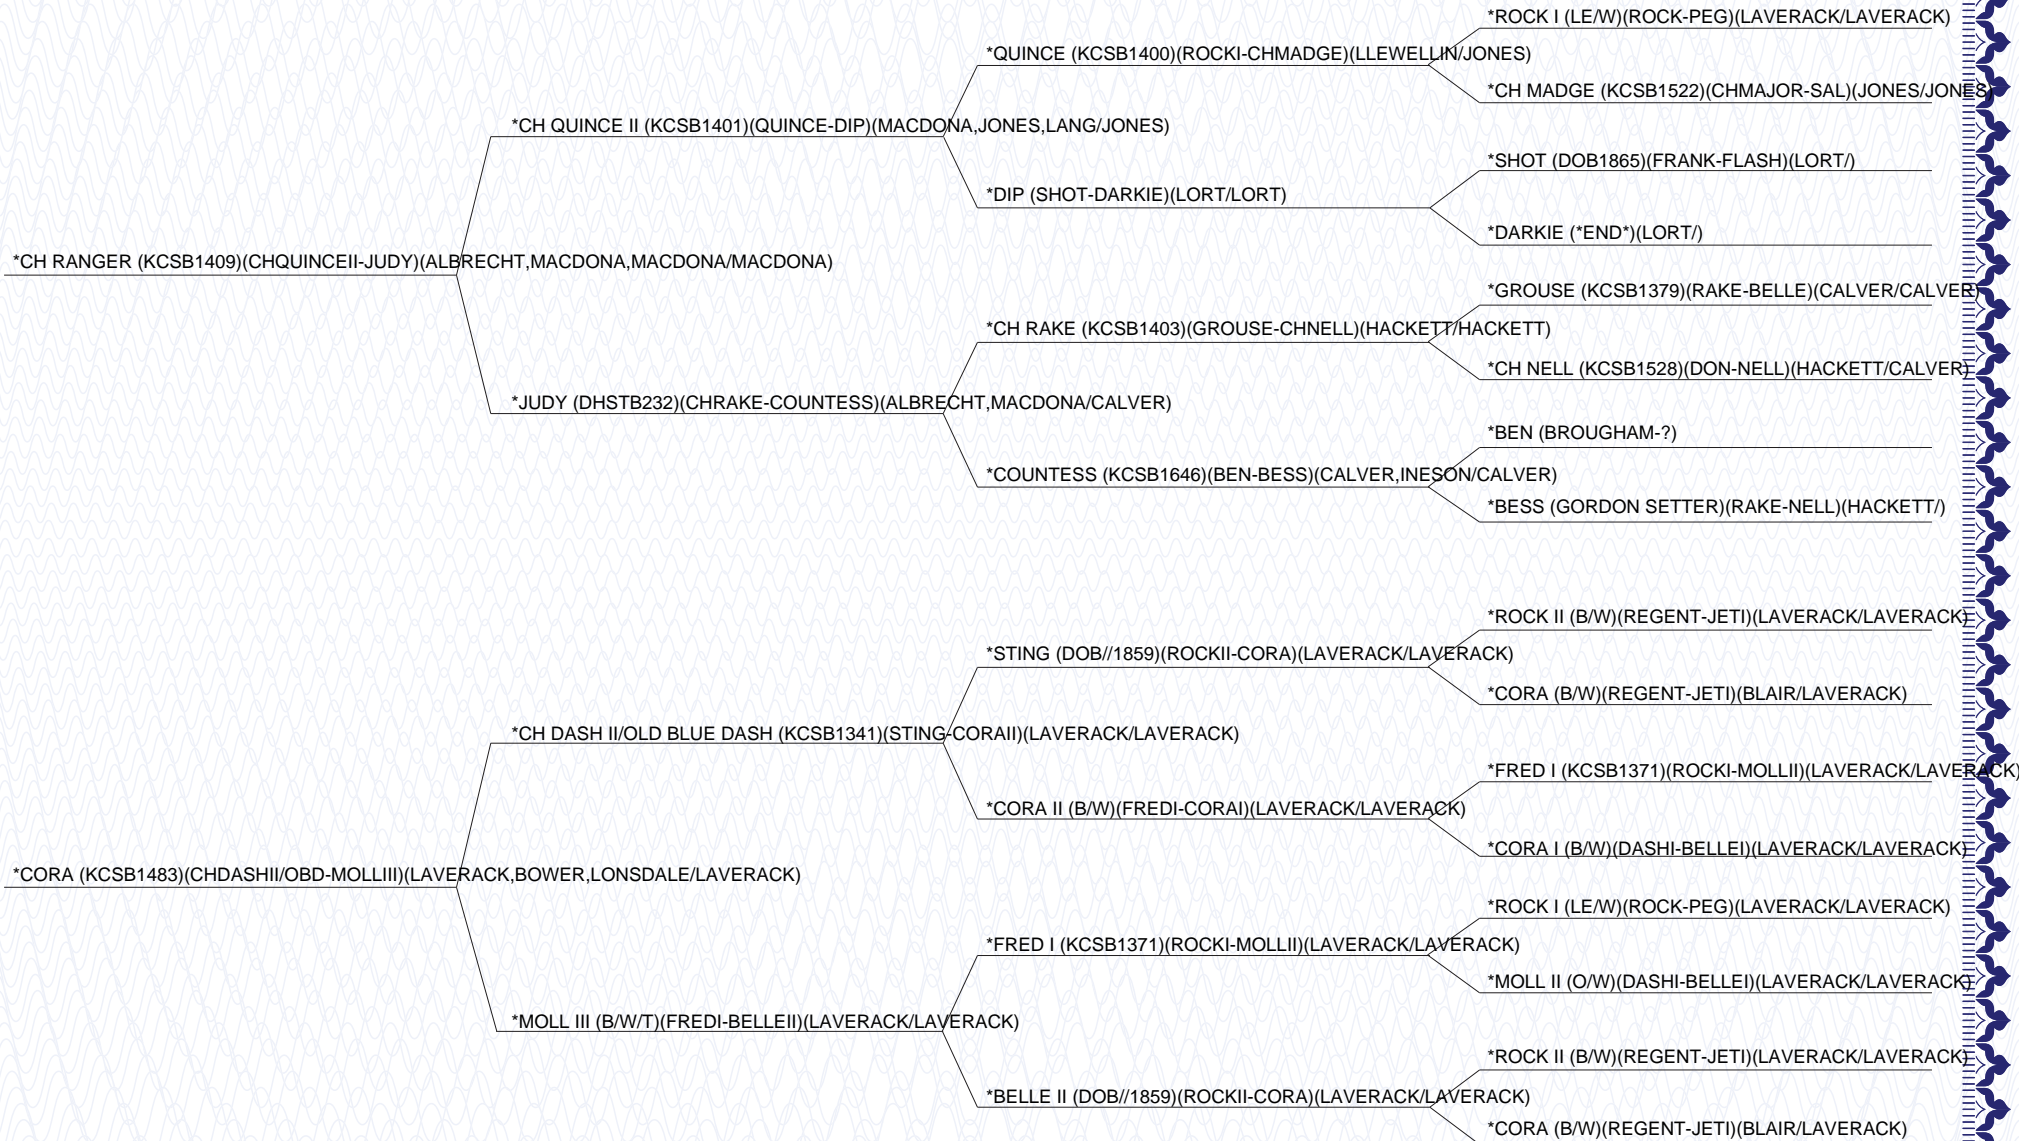 *ROCK I (LE/W)(ROCK-PEG)(LAVERACK/LAVERACK)
*QUINCE (KCSB1400)(ROCKI-CHMADGE)(LLEWELLIN/JONES)
*CH MADGE (KCSB1522)(CHMAJOR-SAL)(JONES/JONES)
*CH QUINCE II (KCSB1401)(QUINCE-DIP)(MACDONA,JONES,LANG/JONES)
*SHOT (DOB1865)(FRANK-FLASH)(LORT/)
*DIP (SHOT-DARKIE)(LORT/LORT)
*DARKIE (*END*)(LORT/)
*CH RANGER (KCSB1409)(CHQUINCEII-JUDY)(ALBRECHT,MACDONA,MACDONA/MACDONA)
*GROUSE (KCSB1379)(RAKE-BELLE)(CALVER/CALVER)
*CH RAKE (KCSB1403)(GROUSE-CHNELL)(HACKETT/HACKETT)
*CH NELL (KCSB1528)(DON-NELL)(HACKETT/CALVER)
*JUDY (DHSTB232)(CHRAKE-COUNTESS)(ALBRECHT,MACDONA/CALVER)
*BEN (BROUGHAM-?)
*COUNTESS (KCSB1646)(BEN-BESS)(CALVER,INESON/CALVER)
*BESS (GORDON SETTER)(RAKE-NELL)(HACKETT/)
*ROCK II (B/W)(REGENT-JETI)(LAVERACK/LAVERACK)
*STING (DOB//1859)(ROCKII-CORA)(LAVERACK/LAVERACK)
*CORA (B/W)(REGENT-JETI)(BLAIR/LAVERACK)
*CH DASH II/OLD BLUE DASH (KCSB1341)(STING-CORAII)(LAVERACK/LAVERACK)
*FRED I (KCSB1371)(ROCKI-MOLLII)(LAVERACK/LAVERACK)
*CORA II (B/W)(FREDI-CORAI)(LAVERACK/LAVERACK)
*CORA I (B/W)(DASHI-BELLEI)(LAVERACK/LAVERACK)
*CORA (KCSB1483)(CHDASHII/OBD-MOLLIII)(LAVERACK,BOWER,LONSDALE/LAVERACK)
*ROCK I (LE/W)(ROCK-PEG)(LAVERACK/LAVERACK)
*FRED I (KCSB1371)(ROCKI-MOLLII)(LAVERACK/LAVERACK)
*MOLL II (O/W)(DASHI-BELLEI)(LAVERACK/LAVERACK)
*MOLL III (B/W/T)(FREDI-BELLEII)(LAVERACK/LAVERACK)
*ROCK II (B/W)(REGENT-JETI)(LAVERACK/LAVERACK)
*BELLE II (DOB//1859)(ROCKII-CORA)(LAVERACK/LAVERACK)
*CORA (B/W)(REGENT-JETI)(BLAIR/LAVERACK)